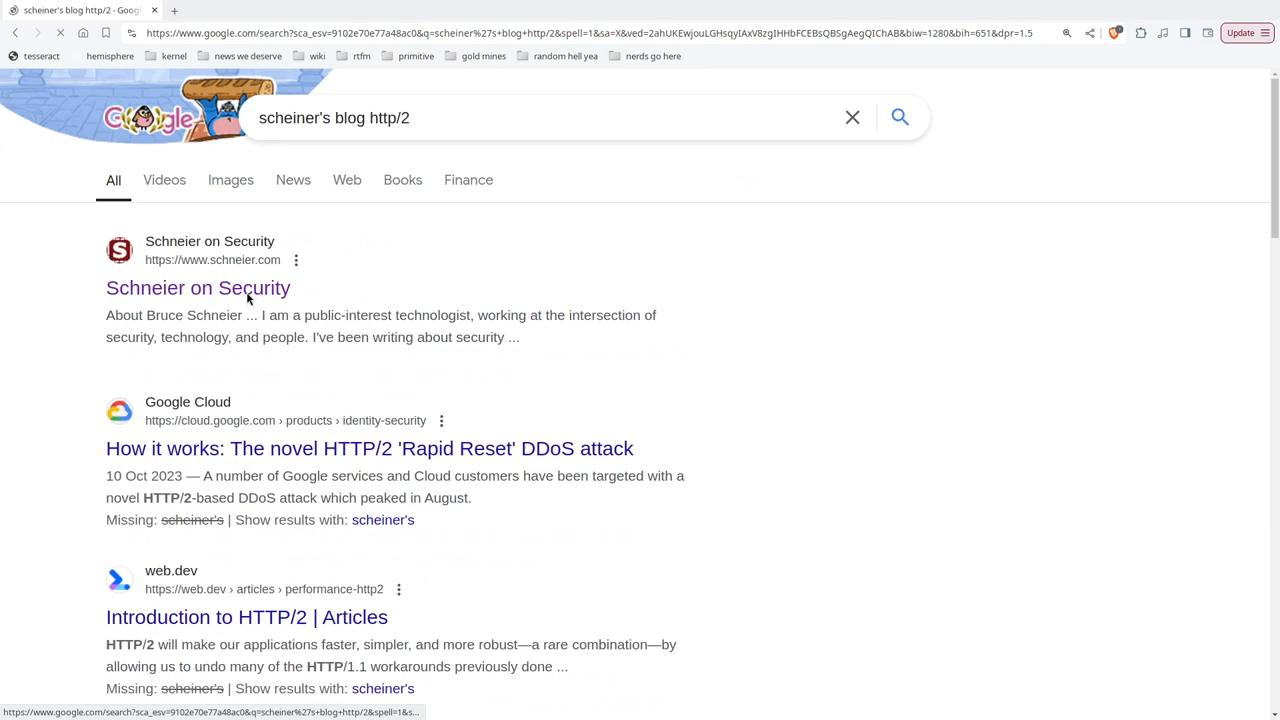 scheiner's blog http/2 - Goog
https://www.google.com/search?sca_esv=9102e70e77a48ac0&q=scheiner%27s+blog+http/2&spell=1&sa=X&ved=2ahUKEwjouLGHsqyIAxV8zgIHHbFCEBsQBSgAegQIChAB&biw=1280&bih=651&dpr=1.5
Update
tesseract hemisphere kernel news we deserve wiki rtfm primitive gold mines random hell yea nerds go here
Google
scheiner's blog http/2
All Videos Images News Web Books Finance
Schneier on Security
https://www.schneier.com
Schneier on Security
About Bruce Schneier ... I am a public-interest technologist, working at the intersection of
security, technology, and people. I've been writing about security ...
Google Cloud
https://cloud.google.com › products › identity-security
How it works: The novel HTTP/2 'Rapid Reset' DDoS attack
10 Oct 2023 — A number of Google services and Cloud customers have been targeted with a
novel HTTP/2-based DDoS attack which peaked in August.
Missing: scheiner's | Show results with: scheiner's
web.dev
https://web.dev › articles › performance-http2
Introduction to HTTP/2 | Articles
HTTP/2 will make our applications faster, simpler, and more robust—a rare combination—by
allowing us to undo many of the HTTP/1.1 workarounds previously done ...
Missing: scheiner's | Show results with: scheiner's
https://www.google.com/search?sca_esv=9102e70e77a48ac0&q=scheiner%27s+blog+http/2&spell=1&s...